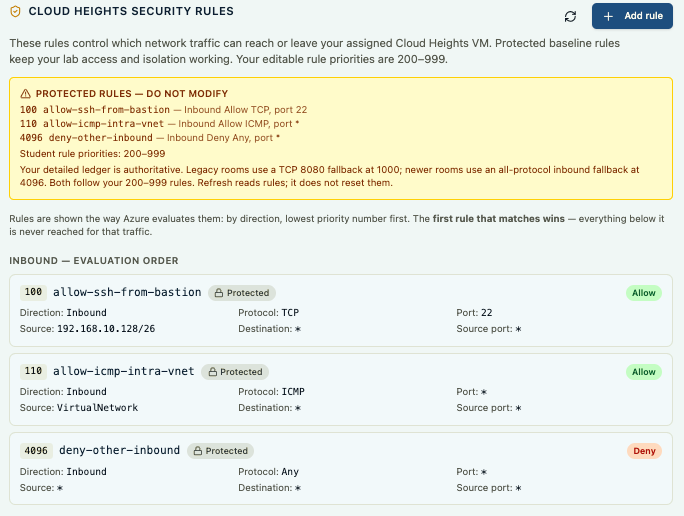 CLOUD HEIGHTS SECURITY RULES
Add rule
These rules control which network traffic can reach or leave your assigned Cloud Heights VM. Protected baseline rules
keep your lab access and isolation working. Your editable rule priorities are 200–999.
PROTECTED RULES — DO NOT MODIFY
100 allow-ssh-from-bastion — Inbound Allow TCP, port 22
110 allow-icmp-intra-vnet — Inbound Allow ICMP, port *
4096 deny-other-inbound — Inbound Deny Any, port *
Student rule priorities: 200–999
Your detailed ledger is authoritative. Legacy rooms use a TCP 8080 fallback at 1000; newer rooms use an all-protocol inbound fallback at
4096. Both follow your 200–999 rules. Refresh reads rules; it does not reset them.
Rules are shown the way Azure evaluates them: by direction, lowest priority number first. The first rule that matches wins — everything below it
is never reached for that traffic.
INBOUND — EVALUATION ORDER
100 allow-ssh-from-bastion Protected Allow
Direction: Inbound Protocol: TCP Port: 22
Source: 192.168.10.128/26 Destination: * Source port: *
110 allow-icmp-intra-vnet Protected Allow
Direction: Inbound Protocol: ICMP Port: *
Source: VirtualNetwork Destination: * Source port: *
4096 deny-other-inbound Protected Deny
Direction: Inbound Protocol: Any Port: *
Source: * Destination: * Source port: *